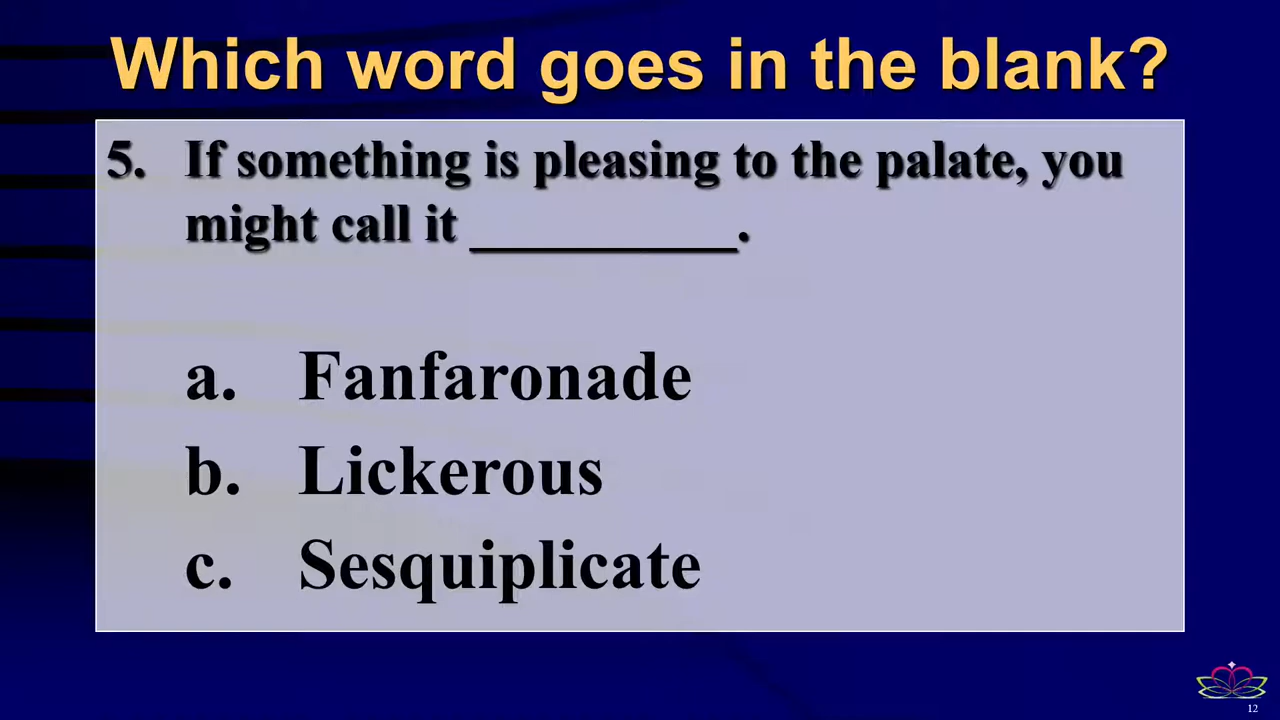 Which word goes in the blank?
5. If something is pleasing to the palate, you
might call it __________.
a. Fanfaronade
b. Lickerous
c. Sesquiplicate
12